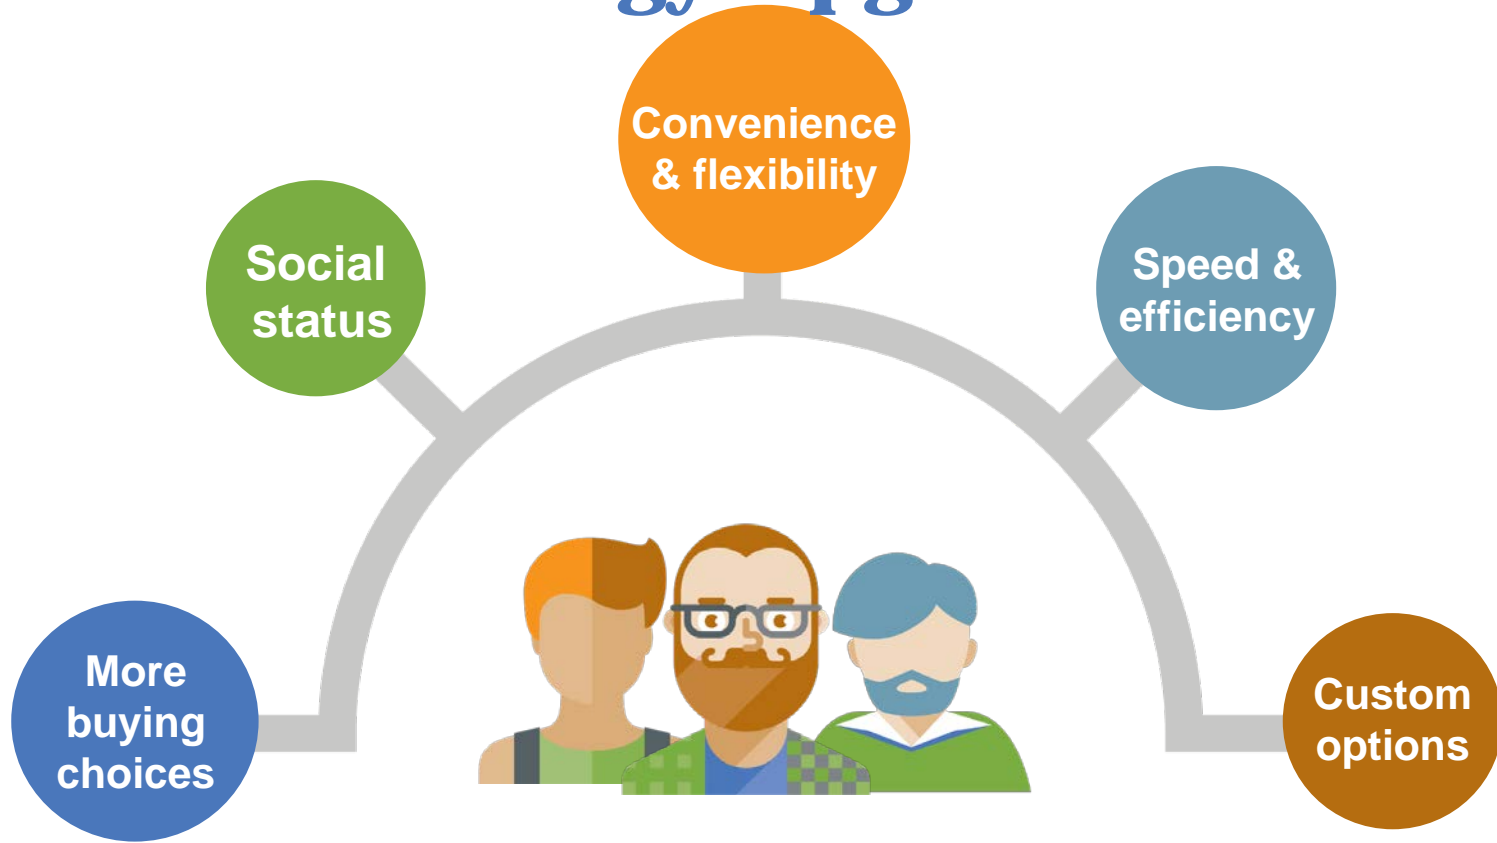 Convenience
& flexibility
Social
status
Speed &
efficiency
More
buying
choices
Custom
options